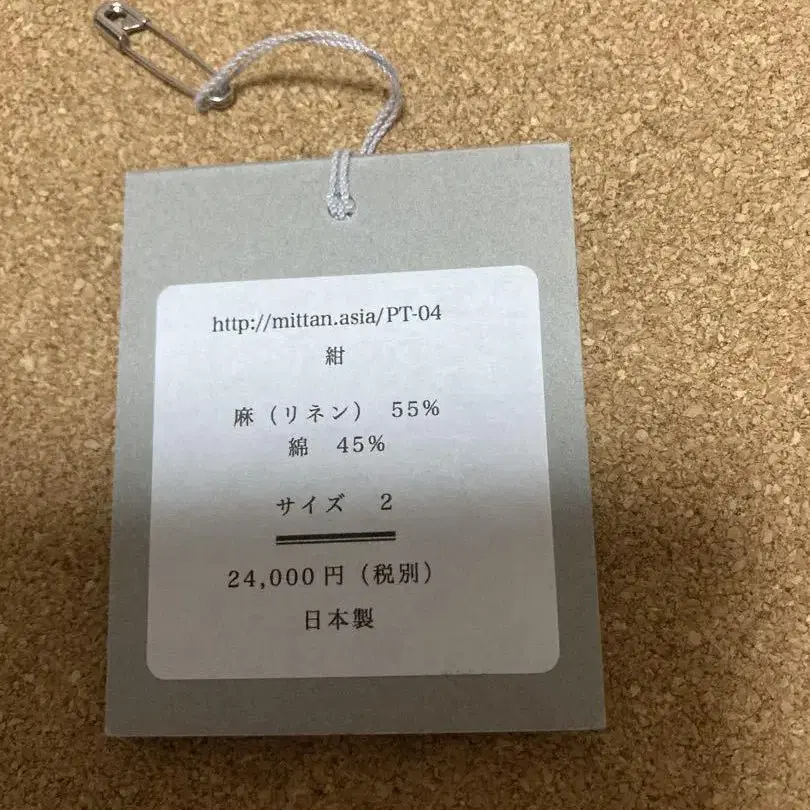 http://mittan.asia/PT-04
紺
麻（リネン） 55%
綿 45%
サイズ 2
24,000円（税別）
日本製